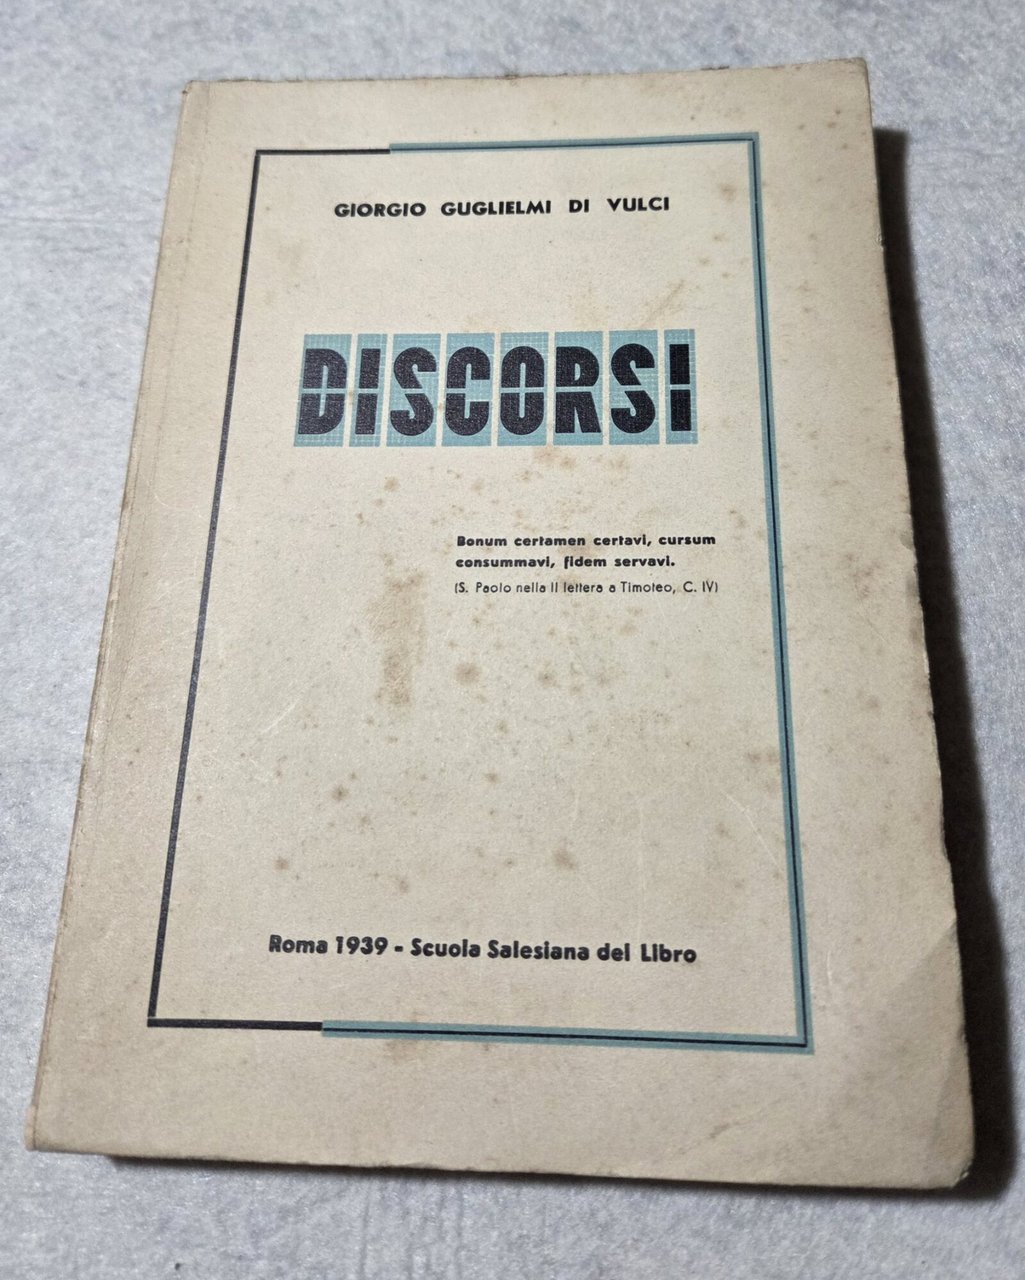 GIORGIO GUGLIELMI DI VULCI
DISCORSI
Bonum certamen certavi, cursum
consummavi, fidem servavi.
(S. Paolo nella II lettera a Timoteo, C. IV)
Roma 1939 - Scuola Salesiana del Libro